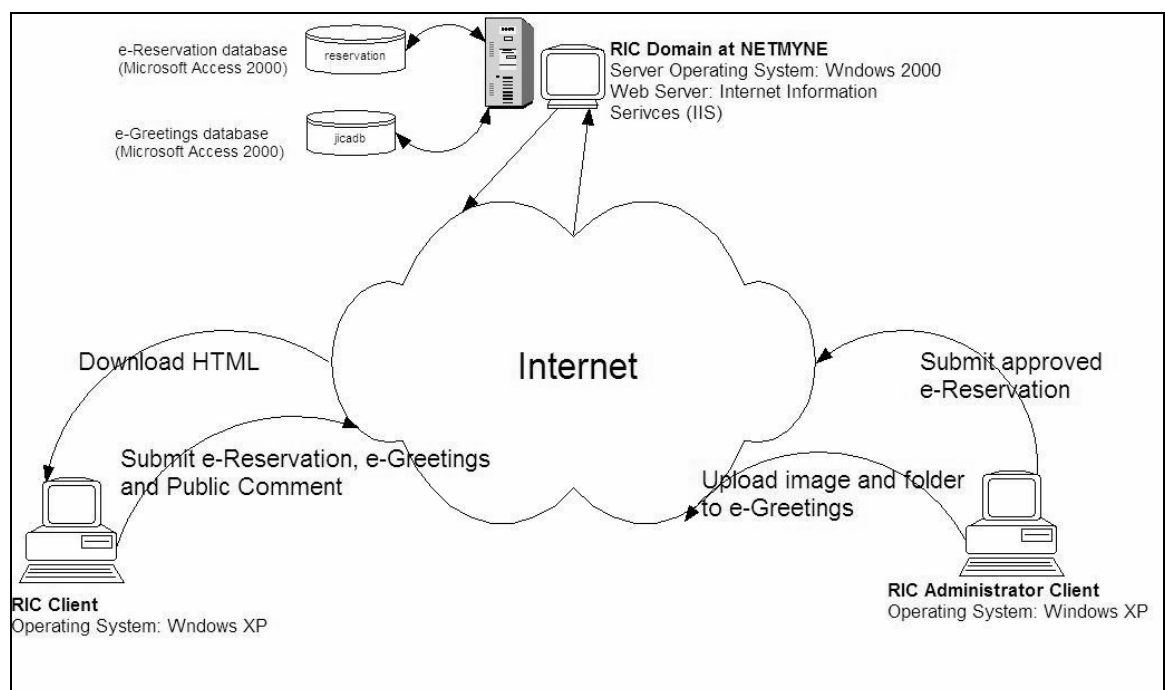 e-Reservation database
(Microsoft Access 2000)
reservation
RIC Domain at NETMYNE
Server Operating System: Wndows 2000
Web Server: Internet Information
Serivces (IIS)
e-Greetings database
(Microsoft Access 2000)
jicadb
Download HTML
Internet
Submit approved
e-Reservation
Submit e-Reservation, e-Greetings
and Public Comment
Upload image and folder
to e-Greetings
RIC Client
Operating System: Wndows XP
RIC Administrator Client
Operating System: Windows XP